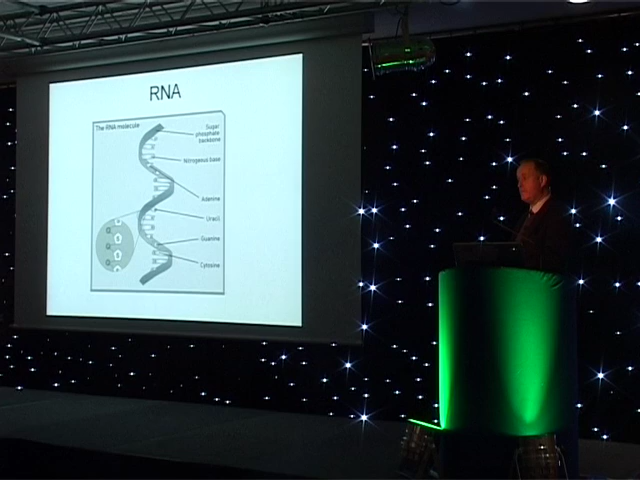 RNA
The RNA molecule
Sugar
phosphate
backbone
Nitrogenous base
Adenine
Uracil
Guanine
Cytosine